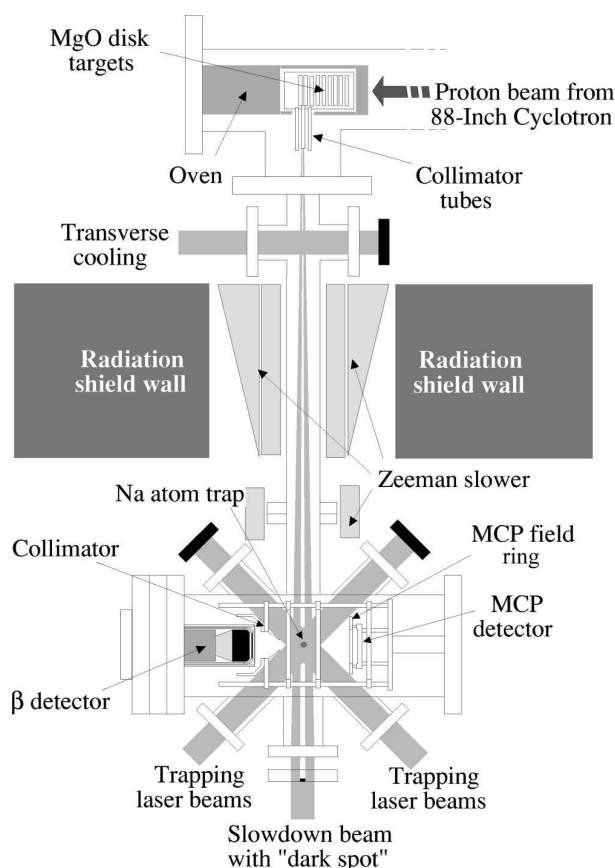 MgO disk
targets
Proton beam from
88-Inch Cyclotron
Oven
Collimator
tubes
Transverse
cooling
Radiation
shield wall
Radiation
shield wall
Na atom trap
Zeeman slower
Collimator
MCP field
ring
MCP
detector
β detector
Trapping
laser beams
Trapping
laser beams
Slowdown beam
with "dark spot"